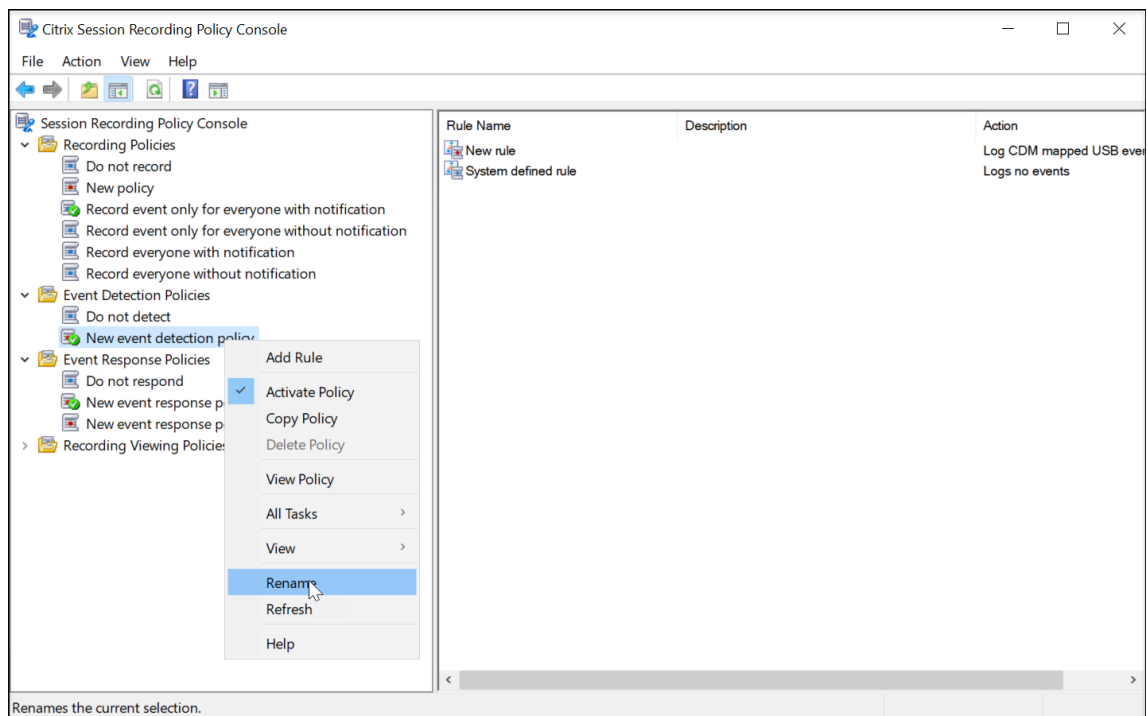 Citrix Session Recording Policy Console
File Action View Help
Session Recording Policy Console
Recording Policies
Do not record
New policy
Record event only for everyone with notification
Record event only for everyone without notification
Record everyone with notification
Record everyone without notification
Event Detection Policies
Do not detect
New event detection policy
Event Response Policies
Do not respond
New event response p
New event response p
Recording Viewing Policies
Add Rule
Activate Policy
Copy Policy
Delete Policy
View Policy
All Tasks
View
Rename
Refresh
Help
Rule Name Description Action
New rule Log CDM mapped USB ever
System defined rule Logs no events
Renames the current selection.